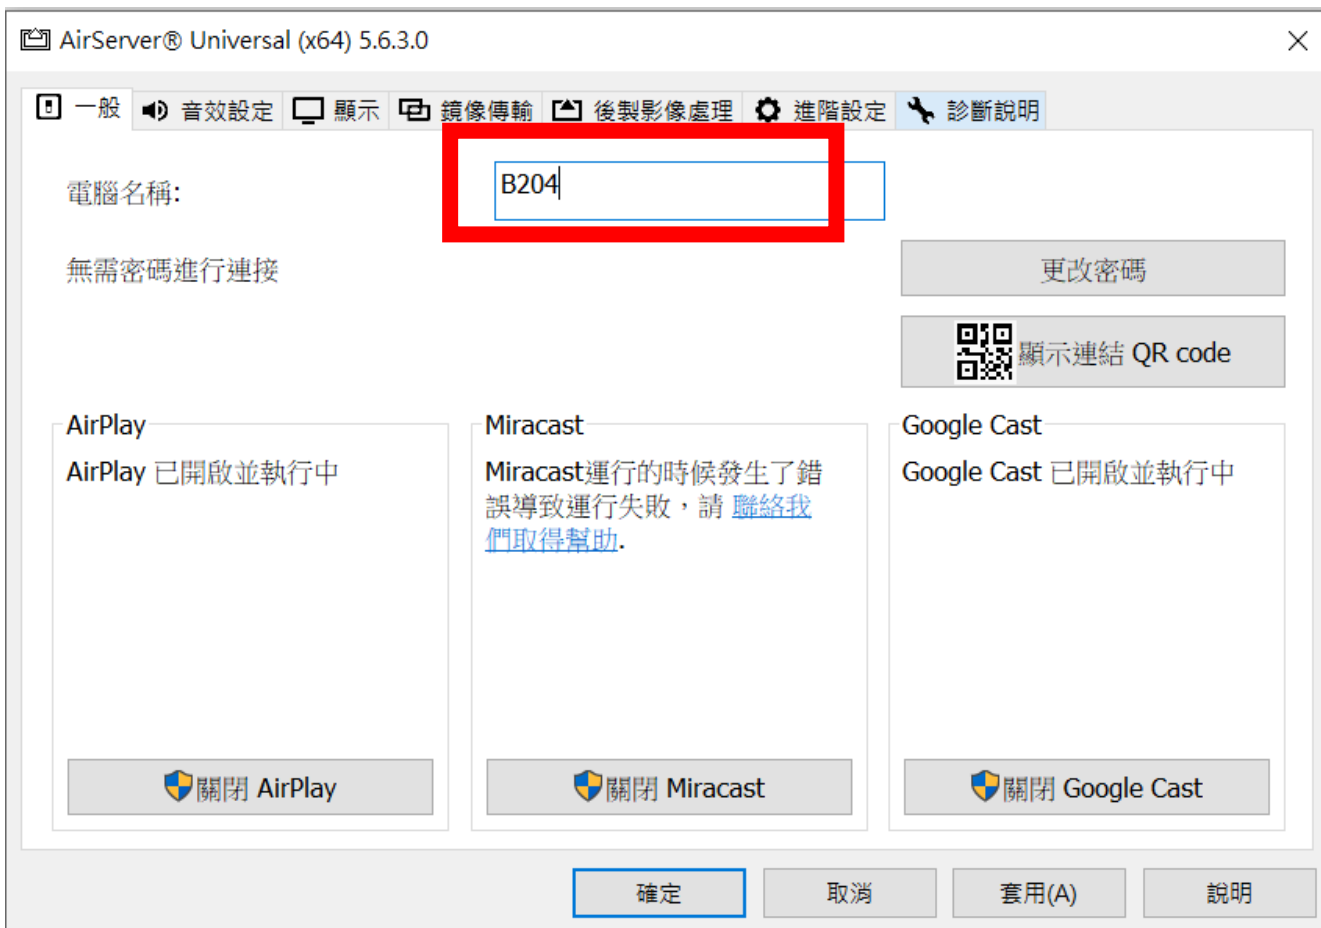 AirServer® Universal (x64) 5.6.3.0
一般 音效設定 顯示 鏡像傳輸 後製影像處理 進階設定 診斷說明
電腦名稱: B204
無需密碼進行連接 更改密碼
顯示連結 QR code
AirPlay
AirPlay 已開啟並執行中
關閉 AirPlay
Miracast
Miracast運行的時候發生了錯
誤導致運行失敗，請 聯絡我
們取得幫助.
關閉 Miracast
Google Cast
Google Cast 已開啟並執行中
關閉 Google Cast
確定 取消 套用(A) 說明